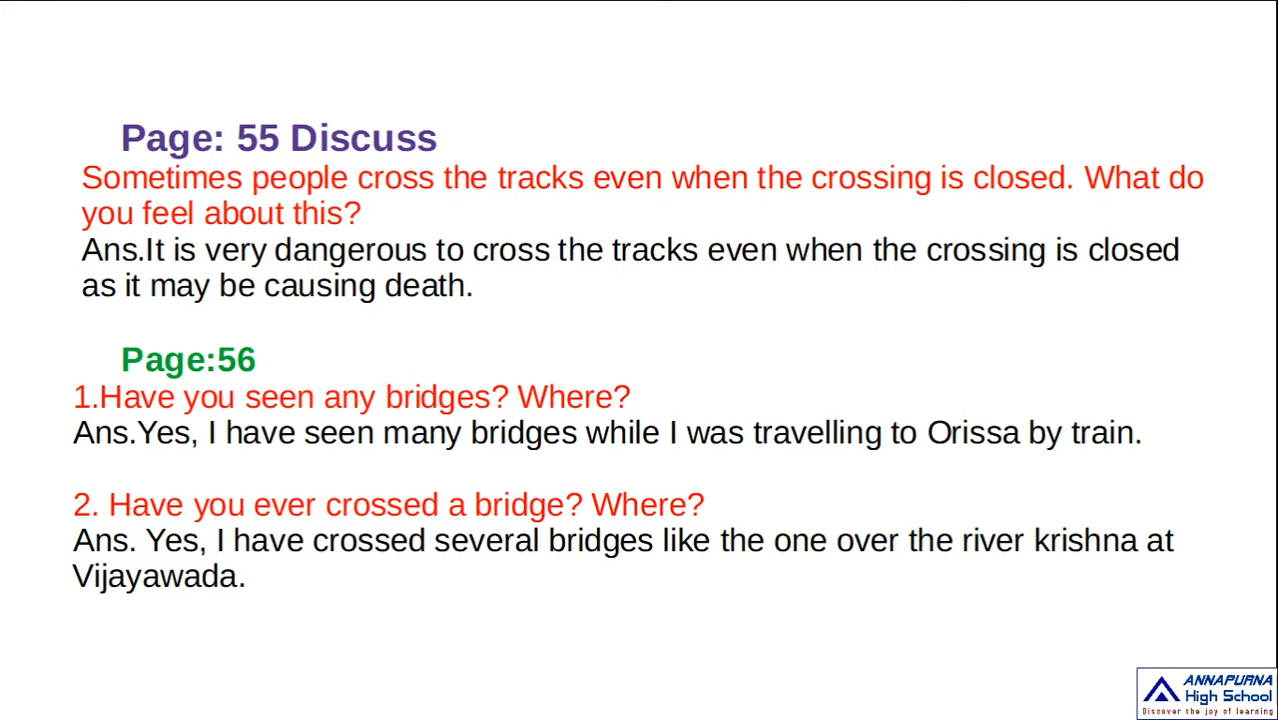 Page: 55 Discuss
Sometimes people cross the tracks even when the crossing is closed. What do
you feel about this?
Ans.It is very dangerous to cross the tracks even when the crossing is closed
as it may be causing death.
Page:56
1.Have you seen any bridges? Where?
Ans.Yes, I have seen many bridges while I was travelling to Orissa by train.
2. Have you ever crossed a bridge? Where?
Ans. Yes, I have crossed several bridges like the one over the river krishna at
Vijayawada.
ANNAPURNA
High School
Discover the joy of learning